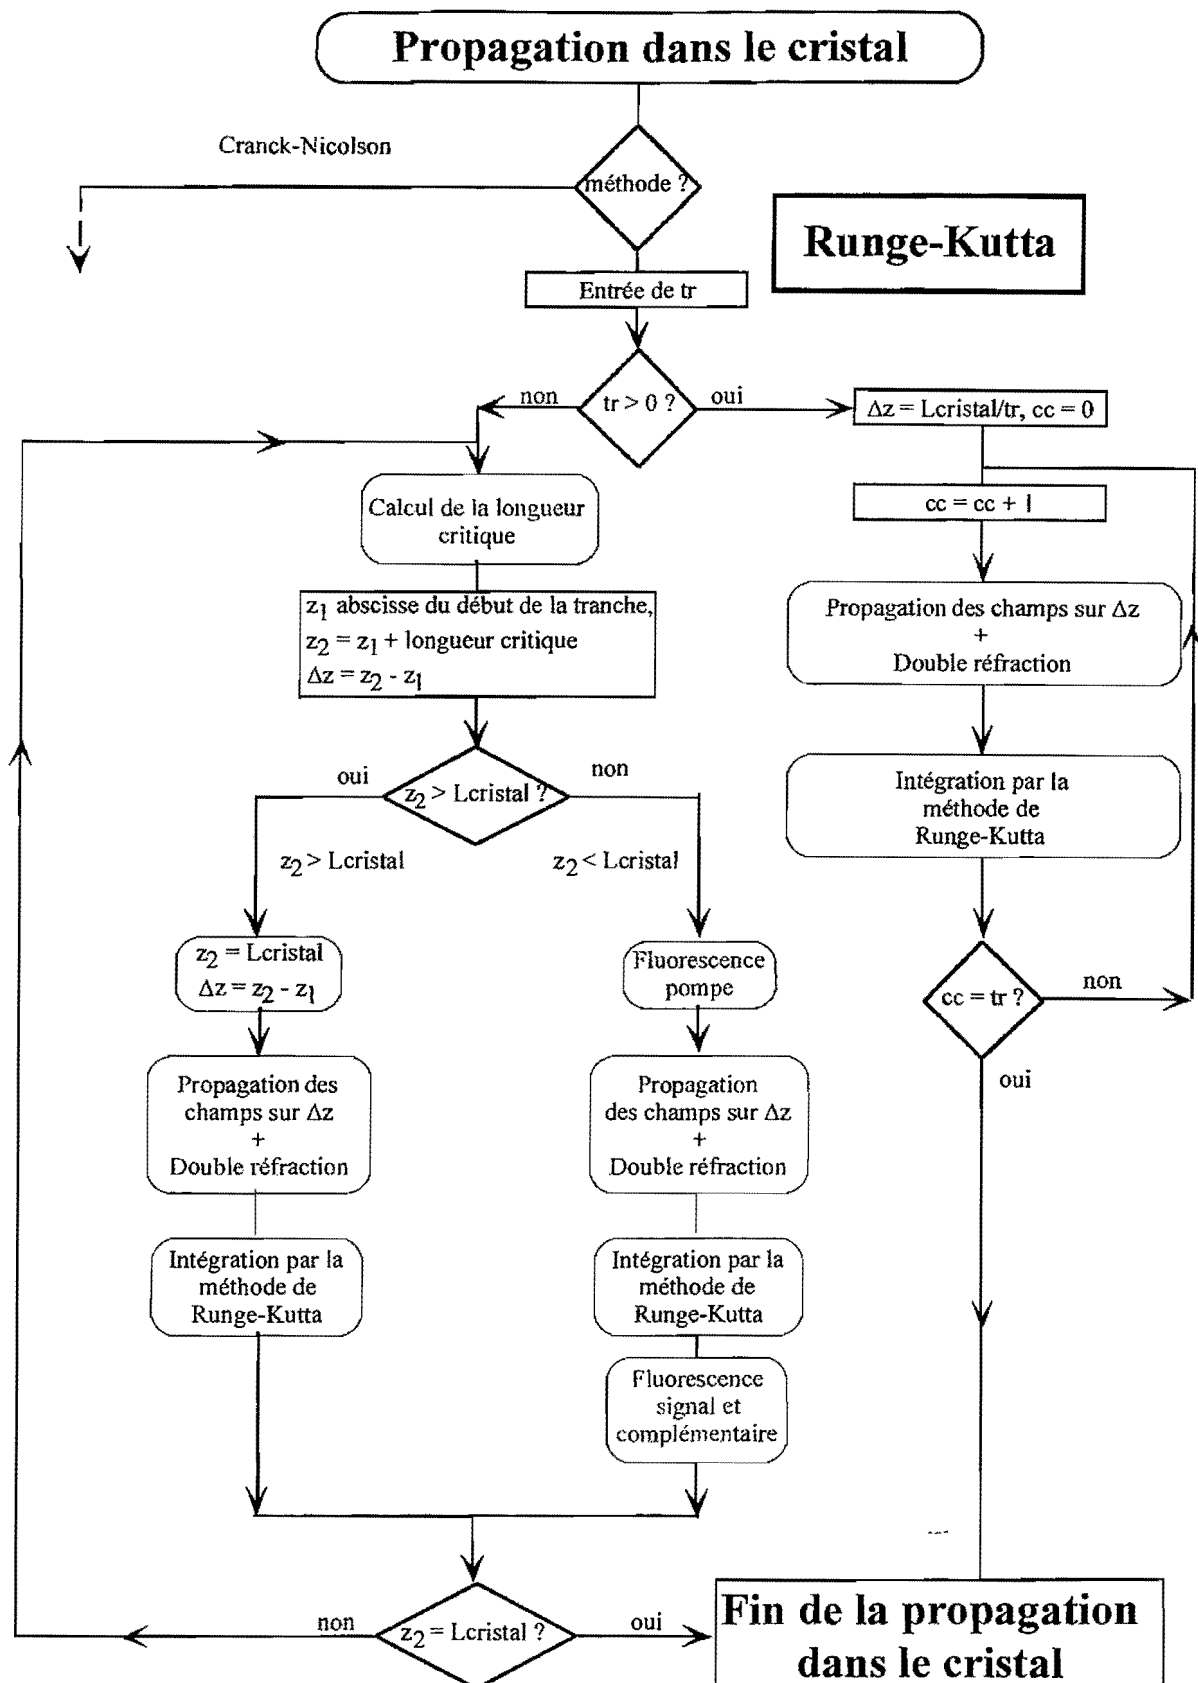 Propagation dans le cristal
Cranck-Nicolson
méthode ?
Runge-Kutta
Entrée de tr
non
tr > 0 ?
oui
Δz = Lcristal/tr, cc = 0
cc = cc + 1
Calcul de la longueur
critique
z1 abscisse du début de la tranche,
z2 = z1 + longueur critique
Δz = z2 - z1
Propagation des champs sur Δz
+
Double réfraction
oui
z2 > Lcristal ?
non
z2 > Lcristal
z2 < Lcristal
Intégration par la
méthode de
Runge-Kutta
z2 = Lcristal
Δz = z2 - z1
Fluorescence
pompe
cc = tr ?
non
oui
Propagation des
champs sur Δz
+
Double réfraction
Propagation
des champs sur Δz
+
Double réfraction
Intégration par la
méthode de
Runge-Kutta
Intégration par la
méthode de
Runge-Kutta
Fluorescence
signal et
complémentaire
non
z2 = Lcristal ?
oui
Fin de la propagation
dans le cristal